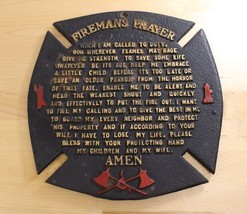 FIREMAN'S PRAYER
WHEN I AM CALLED TO DUTY,
GOD WHEREVER FLAMES MAY RAGE
GIVE ME STRENGTH TO SAVE SOME LIFE
WHATEVER BE ITS AGE HELP ME EMBRACE
A LITTLE CHILD BEFORE IT'S TOO LATE OR
SAVE AN OLDER PERSON FROM THE HORROR
OF THAT FATE. ENABLE ME TO BE ALERT AND
HEAR THE WEAKEST SHOUT AND QUICKLY
AND EFFECTIVELY TO PUT THE FIRE OUT. I WANT
TO FILL MY CALLING AND TO GIVE THE BEST IN ME
TO GUARD MY EVERY NEIGHBOR AND PROTECT
HIS PROPERTY AND IF ACCORDING TO YOUR
WILL I HAVE TO LOSE MY LIFE, PLEASE
BLESS WITH YOUR PROTECTING HAND
MY CHILDREN AND MY WIFE.
AMEN